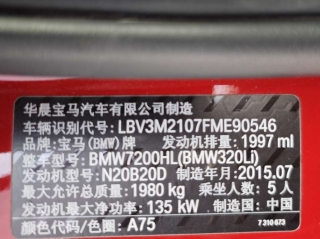 华晨宝马汽车有限公司制造
车辆识别代号: LBV3M2107FME90546
品牌: 宝马(BMW)牌 发动机排量: 1997 ml
整车型号: BMW7200HL(BMW320Li)
发动机型号: N20B20D 制造年月: 2015.07
最大允许总质量: 1980 kg 乘坐人数: 5 人
发动机最大净功率: 135 kW 制造国: 中国
颜色代码/色圈: A75
7 310 673